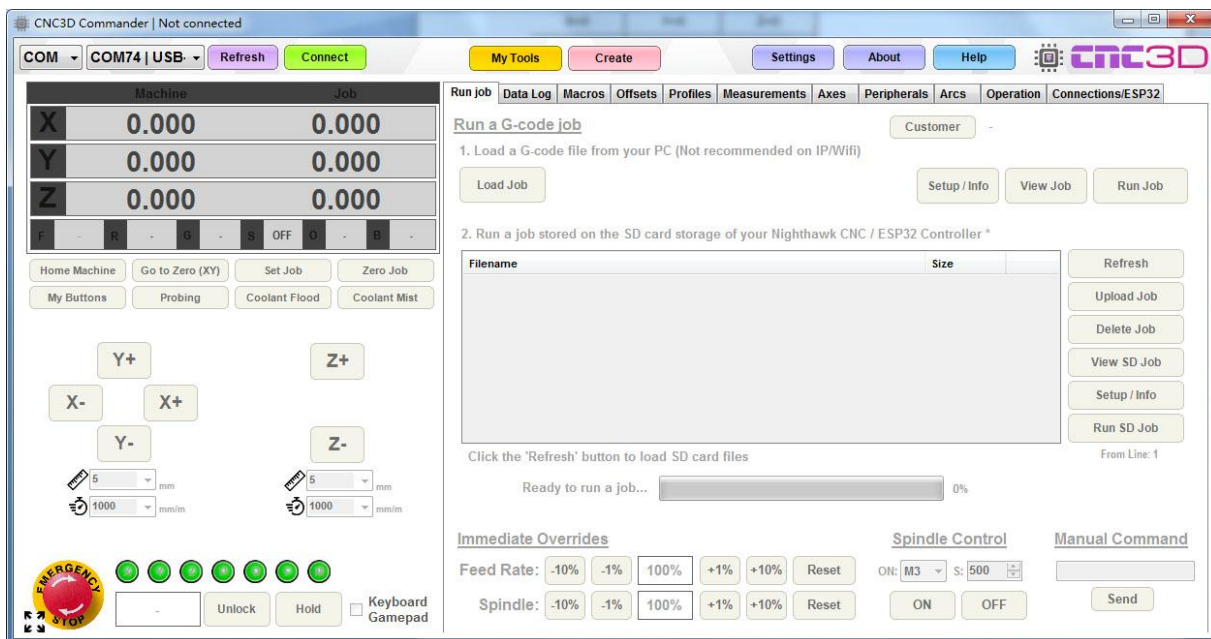 CNC3D Commander | Not connected
COM COM74 | USB- Refresh Connect My Tools Create Settings About Help CNC3D
Machine Job
X 0.000 0.000
Y 0.000 0.000
Z 0.000 0.000
F - R - G - S OFF O - B -
Home Machine Go to Zero (XY) Set Job Zero Job
My Buttons Probing Coolant Flood Coolant Mist
Y+ Z+
X- X+
Y- Z-
5 mm 5 mm
1000 mm/m 1000 mm/m
EMERGENCY STOP
- Unlock Hold Keyboard Gamepad
Run job Data Log Macros Offsets Profiles Measurements Axes Peripherals Arcs Operation Connections/ESP32
Run a G-code job Customer -
1. Load a G-code file from your PC (Not recommended on IP/Wifi)
Load Job Setup / Info View Job Run Job
2. Run a job stored on the SD card storage of your Nighthawk CNC / ESP32 Controller *
Filename Size Refresh
Upload Job
Delete Job
View SD Job
Setup / Info
Run SD Job
Click the 'Refresh' button to load SD card files From Line: 1
Ready to run a job... 0%
Immediate Overrides Spindle Control Manual Command
Feed Rate: -10% -1% 100% +1% +10% Reset ON: M3 S: 500
Spindle: -10% -1% 100% +1% +10% Reset ON OFF Send